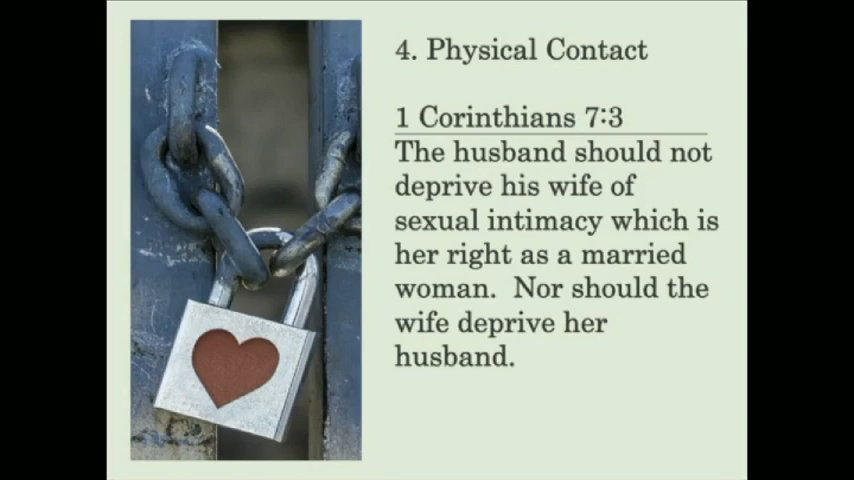 4. Physical Contact
1 Corinthians 7:3
The husband should not
deprive his wife of
sexual intimacy which is
her right as a married
woman.  Nor should the
wife deprive her
husband.